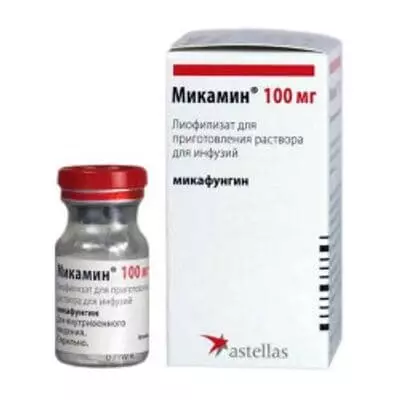 Микамин® 100 мг
Лиофилизат для
приготовления раствора
для инфузий
микафунгин
astellas
Микамин® 100 мг
Лиофилизат для
приготовления
раствора для инфузий
микафунгин
Для внутривенного
введения.
Стерильно.